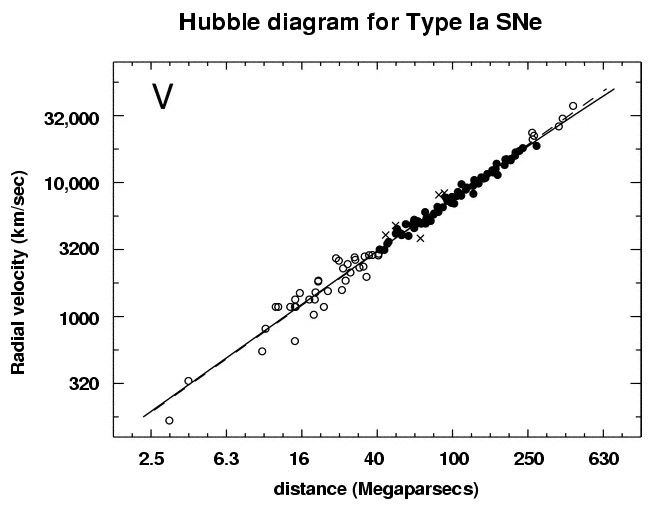 Hubble diagram for Type Ia SNe
V
32,000
10,000
3200
1000
320
Radial velocity (km/sec)
2.5 6.3 16 40 100 250 630
distance (Megaparsecs)